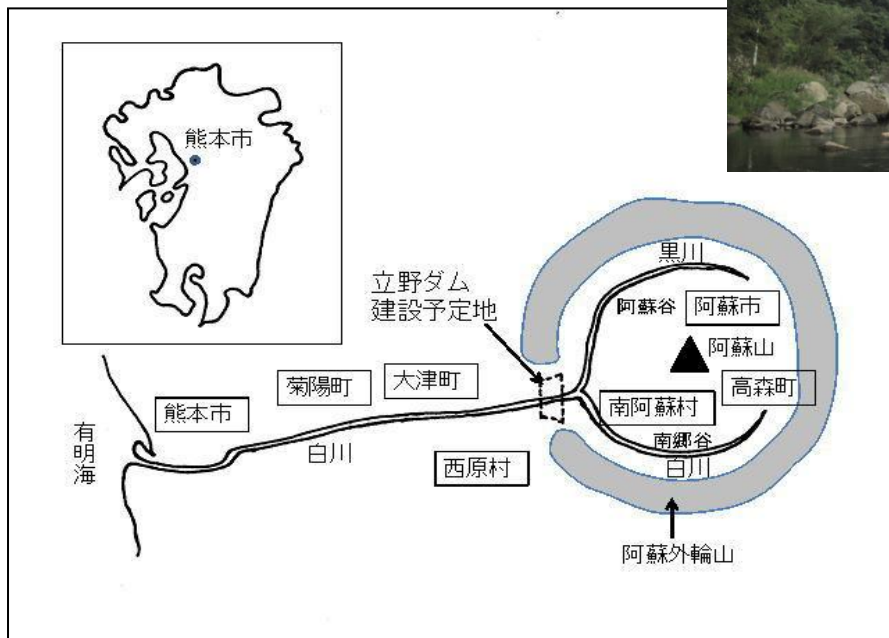 熊本市
黒川
立野ダム
建設予定地
阿蘇谷
阿蘇市
阿蘇山
菊陽町
大津町
高森町
熊本市
南阿蘇村
有明海
白川
南郷谷
西原村
白川
阿蘇外輪山